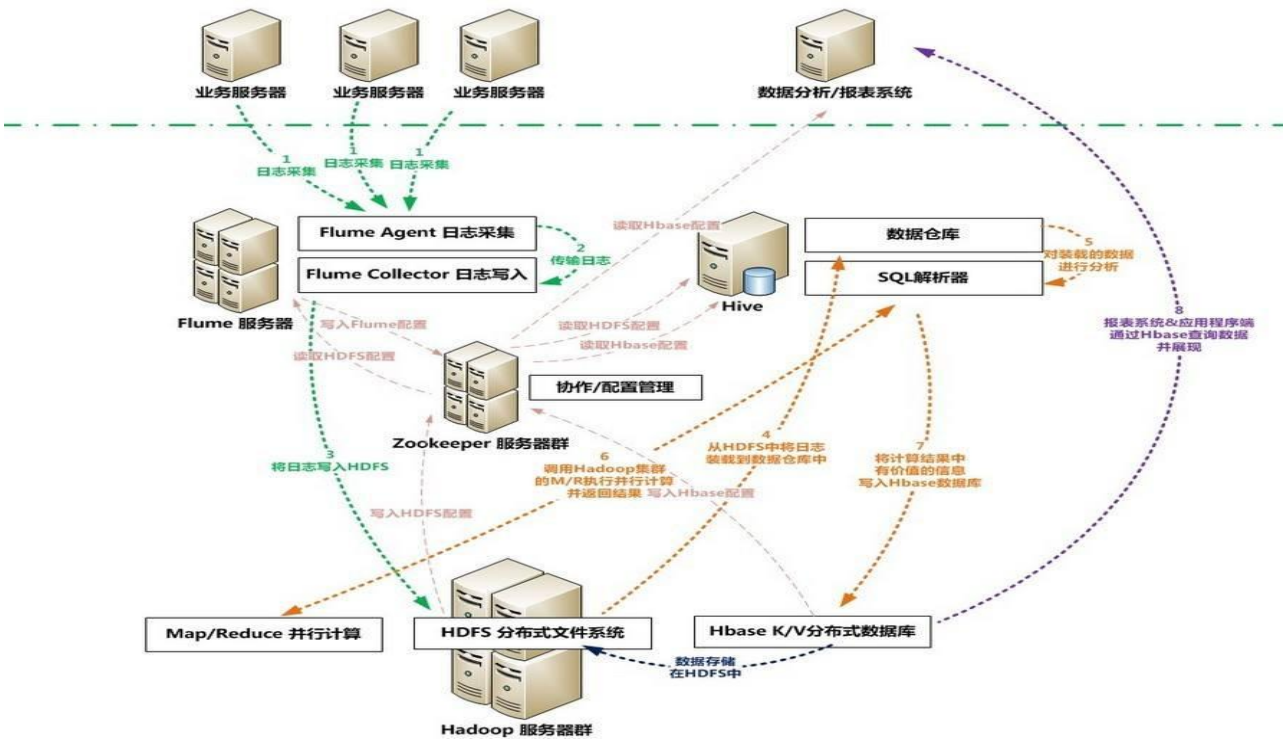 业务服务器
业务服务器
业务服务器
数据分析/报表系统
1
日志采集
1
日志采集
1
日志采集
Flume Agent 日志采集
2
传输日志
Flume Collector 日志写入
Flume 服务器
读取Hbase配置
数据仓库
SQL解析器
5
对装载的数据
进行分析
Hive
写入Flume配置
读取HDFS配置
读取HDFS配置
读取Hbase配置
8
报表系统&应用程序端
通过Hbase查询数据
并展现
协作/配置管理
Zookeeper 服务器群
3
将日志写入HDFS
6
调用Hadoop集群
的M/R执行并行计算
并返回结果
4
从HDFS中将日志
装载到数据仓库中
7
将计算结果中
有价值的信息
写入Hbase数据库
写入Hbase配置
写入HDFS配置
Map/Reduce 并行计算
HDFS 分布式文件系统
Hbase K/V分布式数据库
数据存储
在HDFS中
Hadoop 服务器群